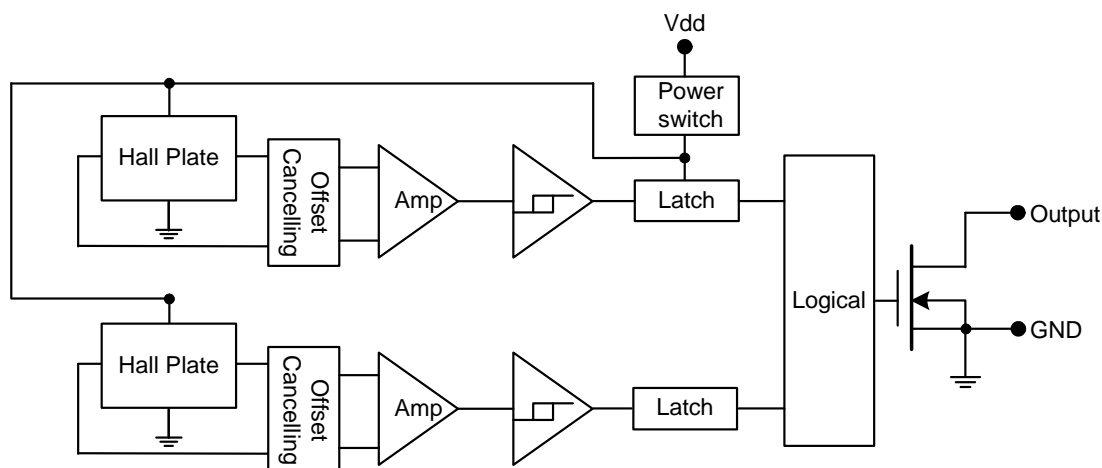 Vdd
Power
switch
Hall Plate
Offset
Cancelling
Amp
Latch
Logical
Output
GND
Hall Plate
Offset
Cancelling
Amp
Latch